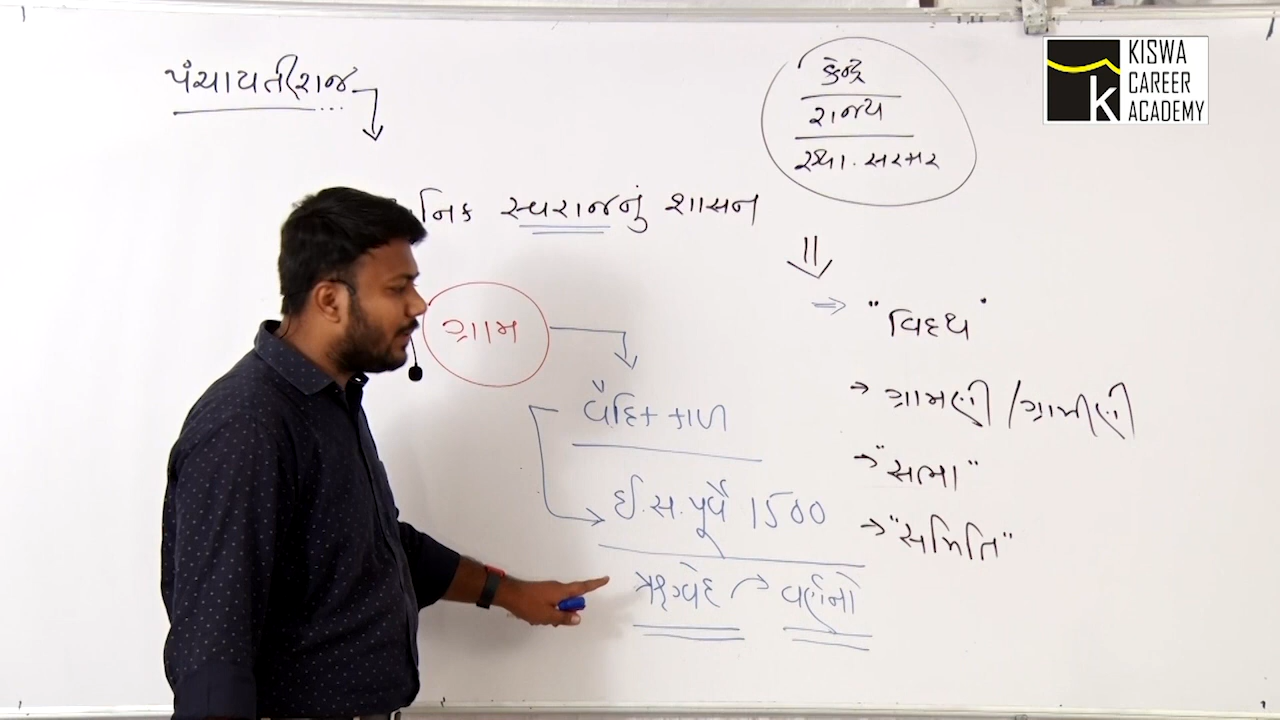 પંચાયતીરાજ
કેન્દ્ર
રાજ્ય
સ્થા. સરકાર
KISWA
CAREER
ACADEMY
k
નિક સ્વરાજનું શાસન
"વિદથ"
ગ્રામ
ગ્રામણી / ગ્રામીણી
વૈદિક કાળ
"સભા"
ઈ.સ. પૂર્વે 1500
"સમિતિ"
ઋગ્વેદ → વર્ણનો